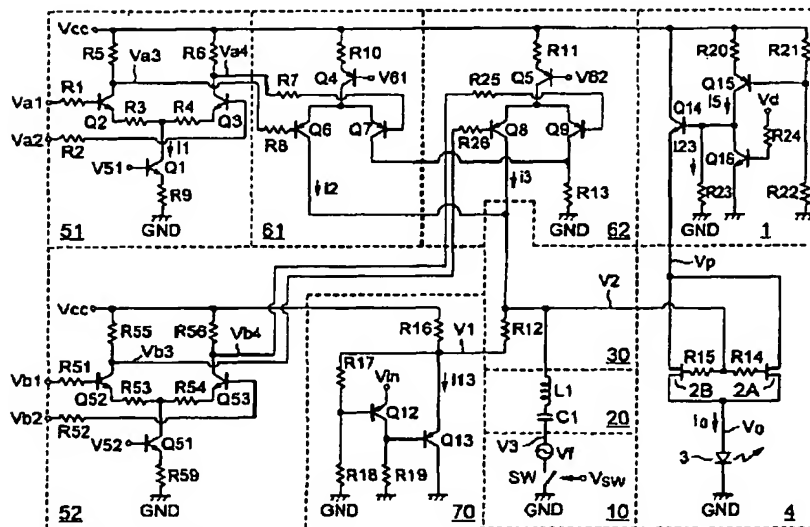 Vcc
R5
R6
Va3
Va4
R1
Va1
Q2
R3
R4
Q3
Va2
R2
I1
V51
Q1
R9
GND
51
R10
R7
Q4
V61
R8
Q6
Q7
I2
61
R11
R25
Q5
V62
R26
Q8
Q9
i3
R13
GND
62
R20
R21
Q15
Q14
I5
Vd
I23
R24
Q16
R23
R22
GND
1
Vcc
R55
R56
Vb3
Vb4
R51
Vb1
Q52
R53
R54
Q53
Vb2
R52
V52
Q51
R59
GND
52
R16
V1
R17
Vin
I13
Q12
Q13
R18
R19
GND
70
R12
V2
30
L1
C1
20
V3
Vf
SW
VSW
GND
10
Vp
R15
R14
2B
2A
Vo
3
GND
4